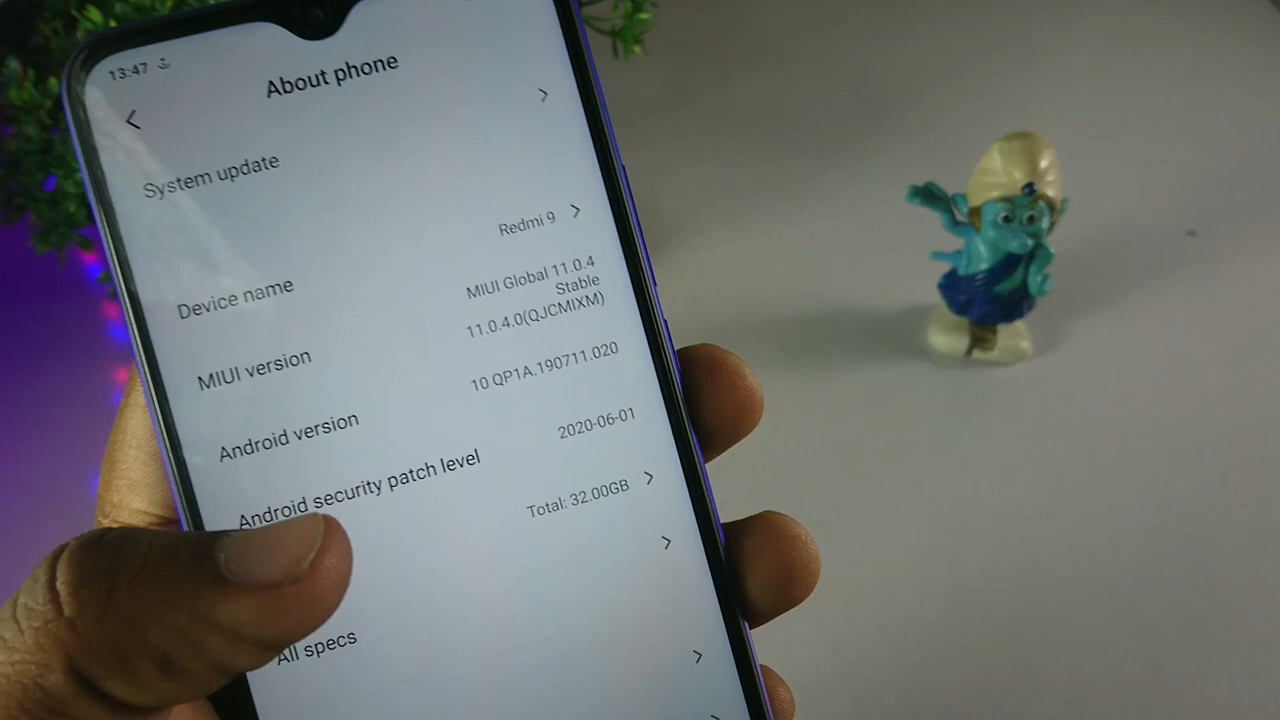 13:47
About phone
System update
Device name
Redmi 9
MIUI version
MIUI Global 11.0.4
Stable
11.0.4.0(QJCMIXM)
Android version
10 QP1A.190711.020
Android security patch level
2020-06-01
Total: 32.00GB
All specs